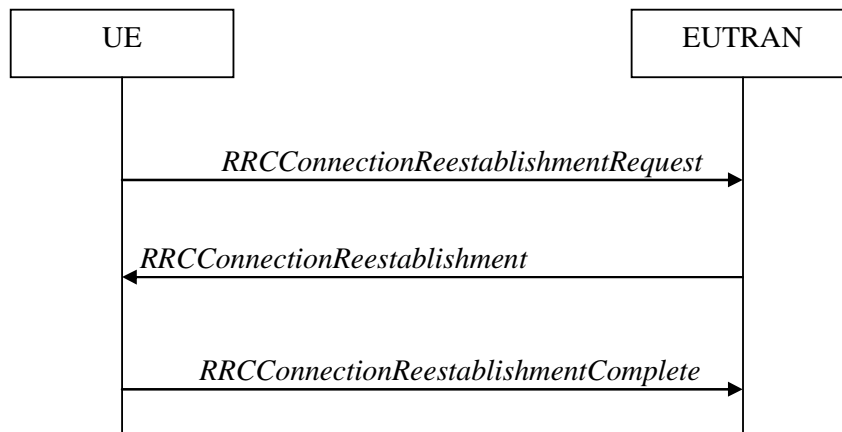 UE
EUTRAN
RRCConnectionReestablishmentRequest
RRCConnectionReestablishment
RRCConnectionReestablishmentComplete